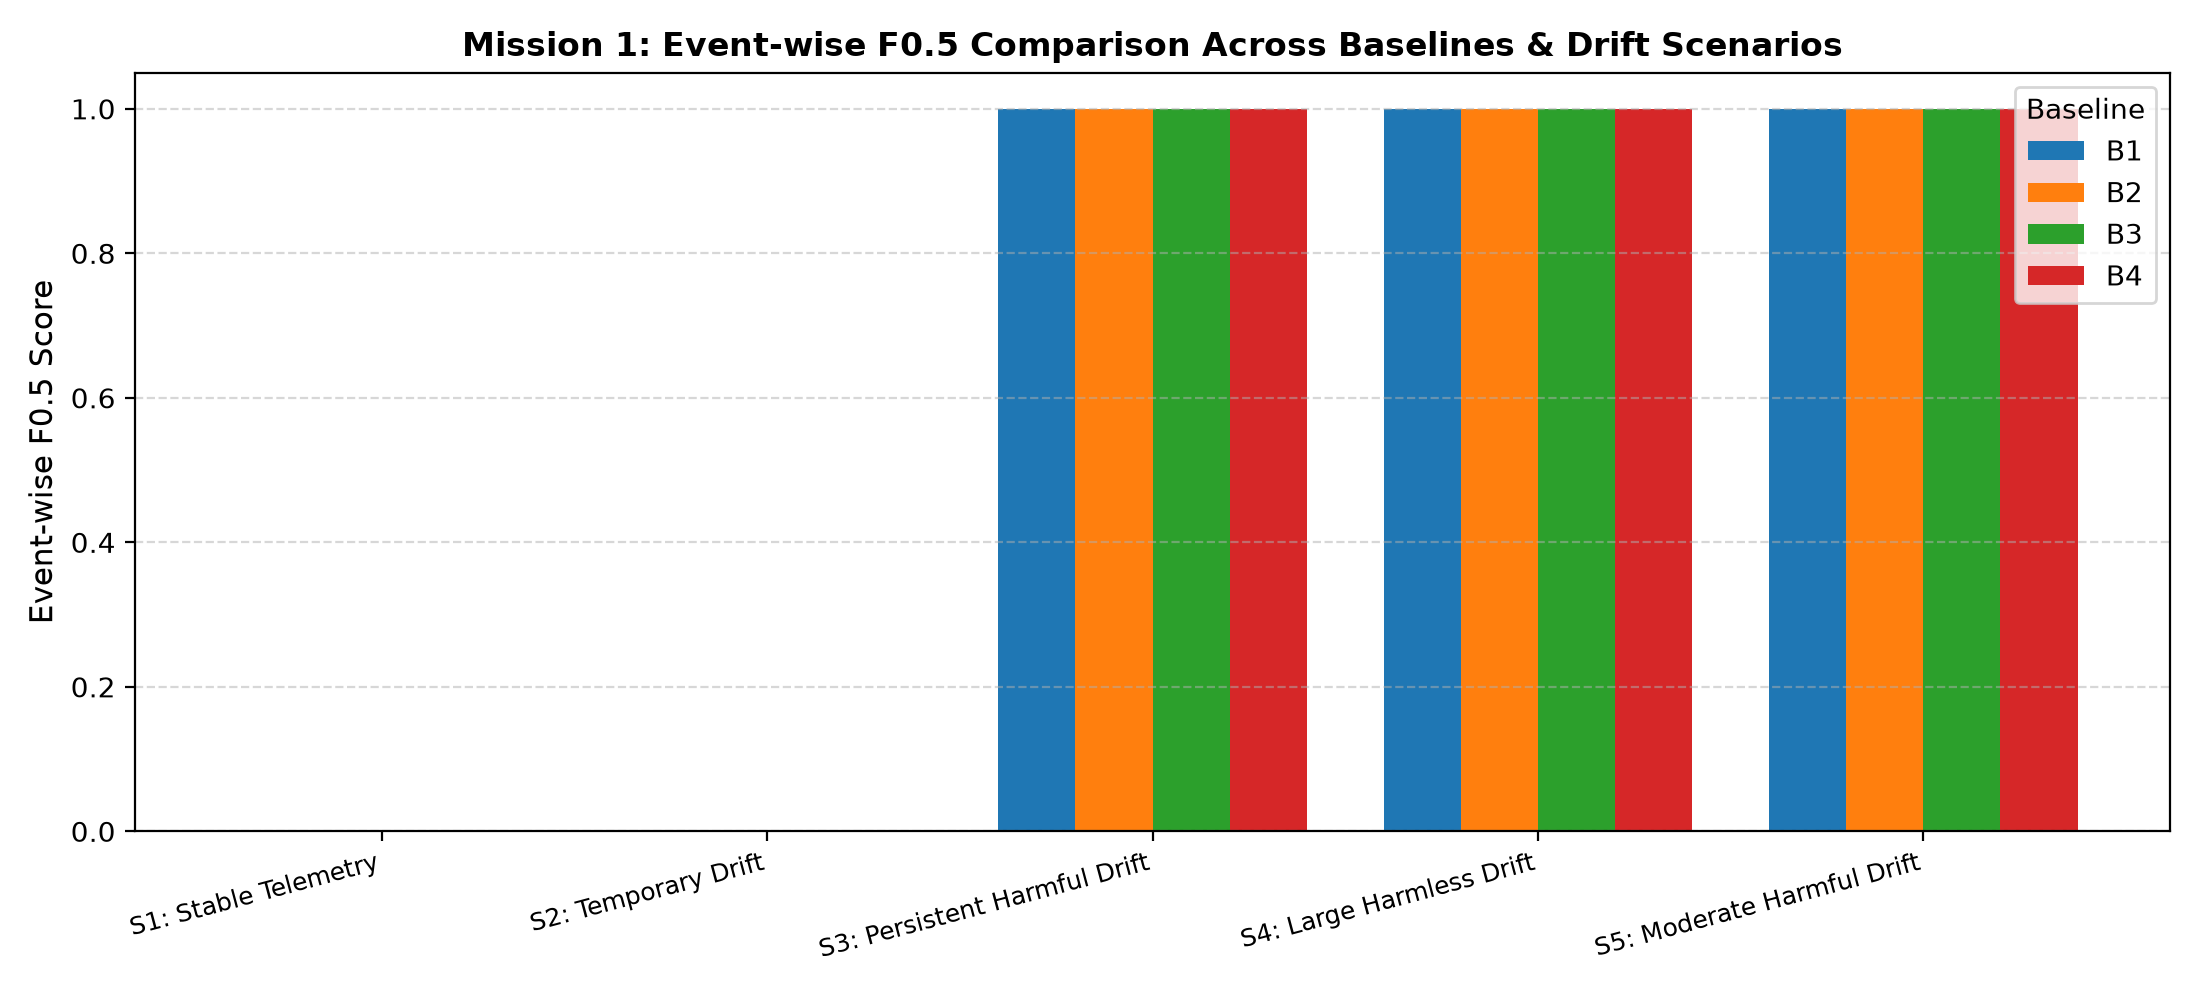 Mission 1: Event-wise F0.5 Comparison Across Baselines & Drift Scenarios
Event-wise F0.5 Score
1.0
0.8
0.6
0.4
0.2
0.0
Baseline
B1
B2
B3
B4
S1: Stable Telemetry
S2: Temporary Drift
S3: Persistent Harmful Drift
S4: Large Harmless Drift
S5: Moderate Harmful Drift